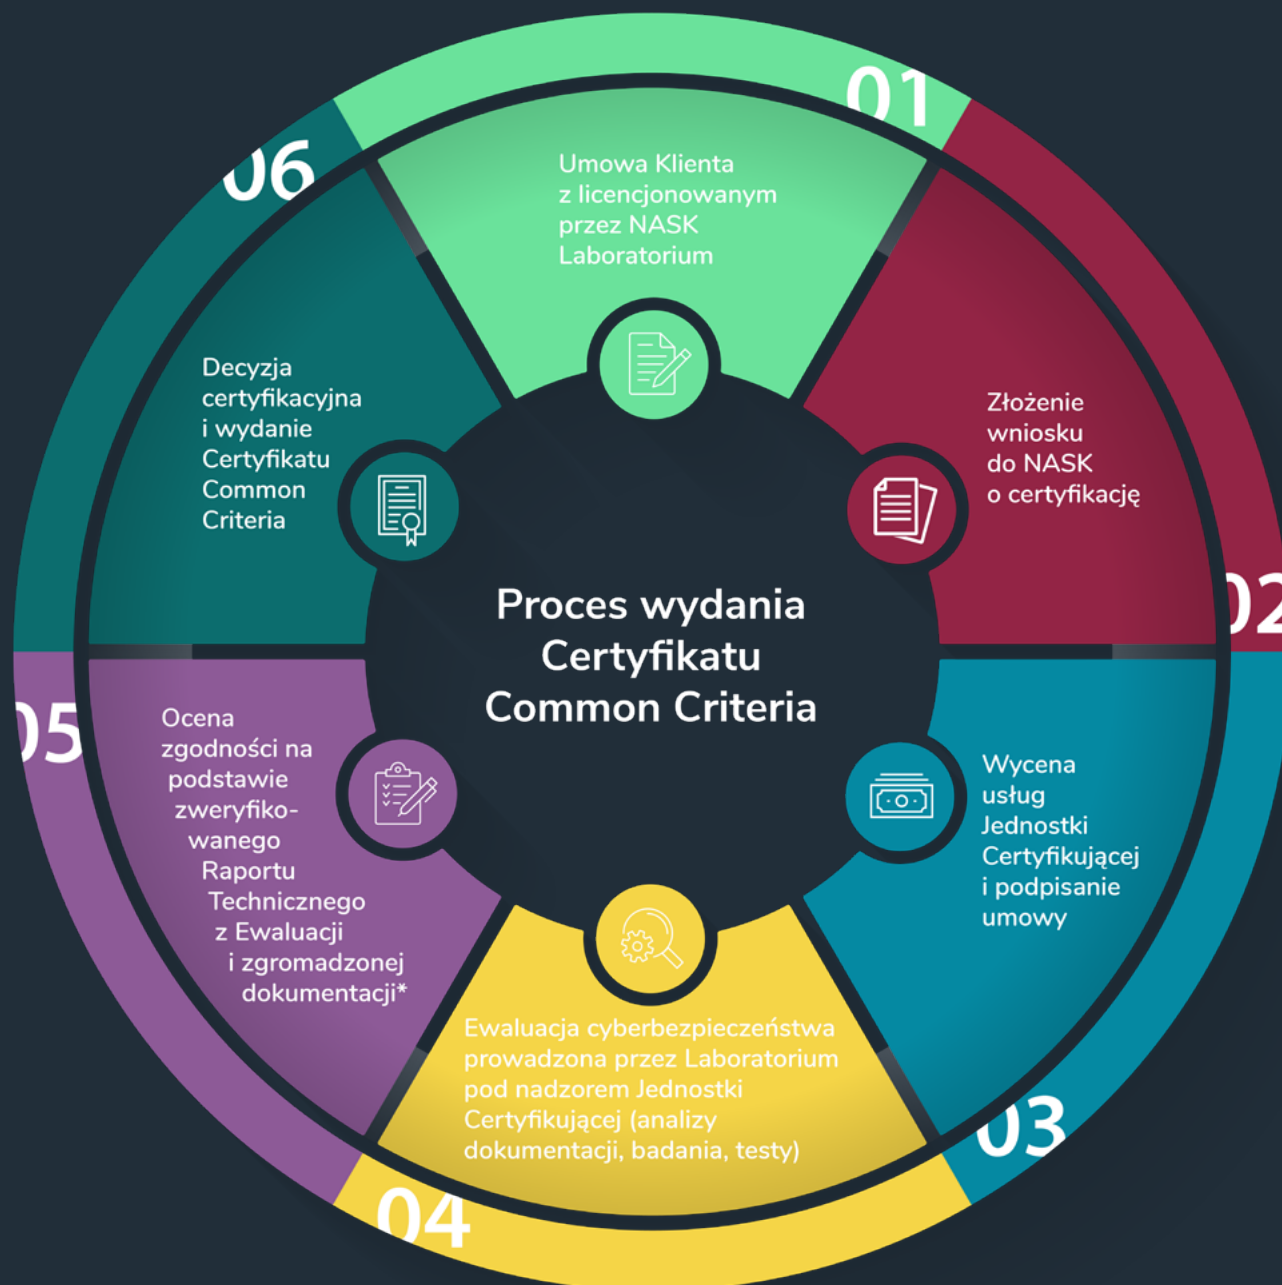 Proces wydania
Certyfikatu
Common Criteria
01
Umowa Klienta
z licencjonowanym
przez NASK
Laboratorium
02
Złożenie
wniosku
do NASK
o certyfikację
03
Wycena
usług
Jednostki
Certyfikującej
i podpisanie
umowy
04
Ewaluacja cyberbezpieczeństwa
prowadzona przez Laboratorium
pod nadzorem Jednostki
Certyfikującej (analizy
dokumentacji, badania, testy)
05
Ocena
zgodności na
podstawie
zweryfiko-
wanego
Raportu
Technicznego
z Ewaluacji
i zgromadzonej
dokumentacji*
06
Decyzja
certyfikacyjna
i wydanie
Certyfikatu
Common
Criteria